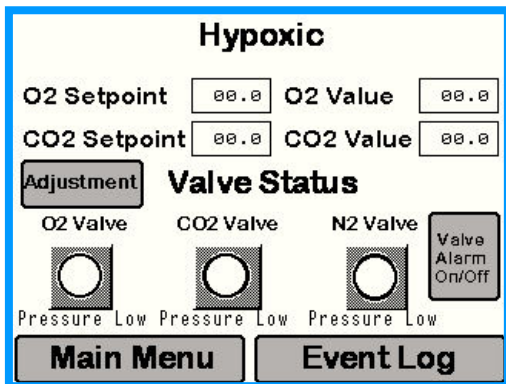 Hypoxic
O2 Setpoint 00.0 O2 Value 00.0
CO2 Setpoint 00.0 CO2 Value 00.0
Adjustment Valve Status
O2 Valve CO2 Valve N2 Valve
Valve
Alarm
On/Off
Pressure Low Pressure Low Pressure Low
Main Menu Event Log